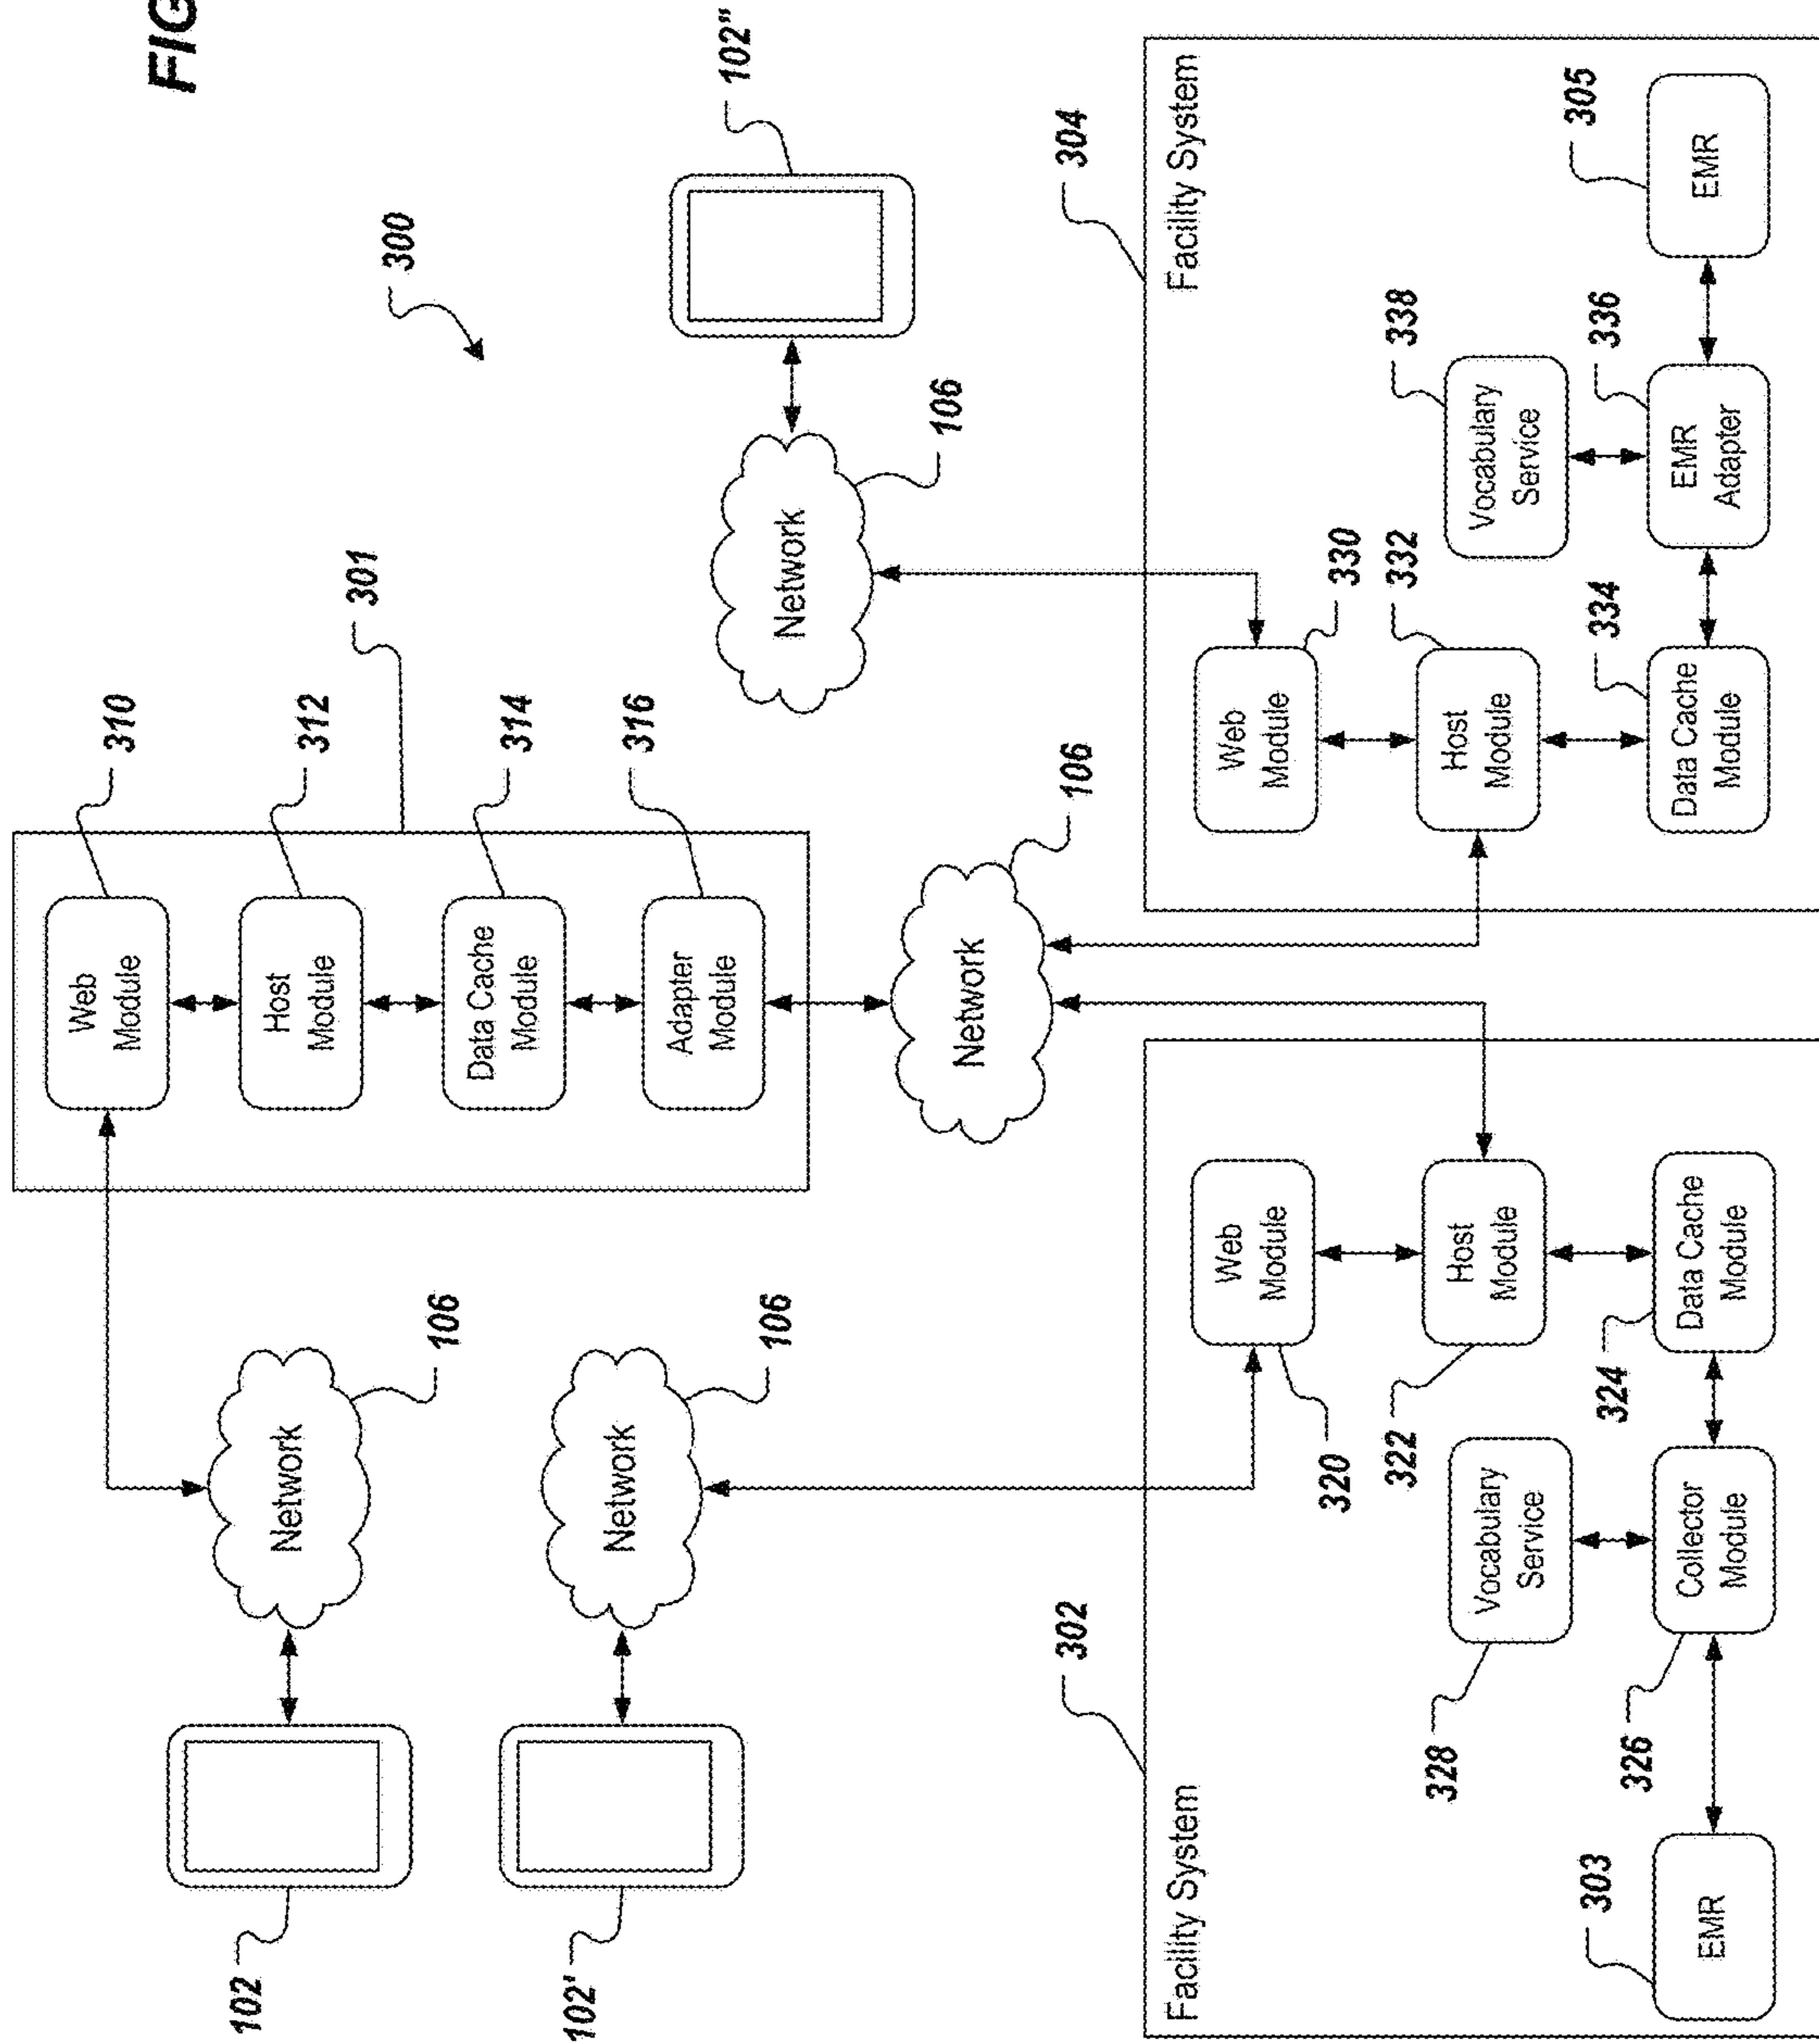 FIG
300
102
Network
106
102'
Network
106
301
Web
Module
310
Host
Module
312
Data Cache
Module
314
Adapter
Module
316
Network
106
102"
Network
106
302
Facility System
Web
Module
320
Host
Module
322
Data Cache
Module
324
Vocabulary
Service
328
Collector
Module
326
EMR
303
304
Facility System
Web
Module
330
Host
Module
332
Data Cache
Module
334
Vocabulary
Service
338
EMR
Adapter
336
EMR
305